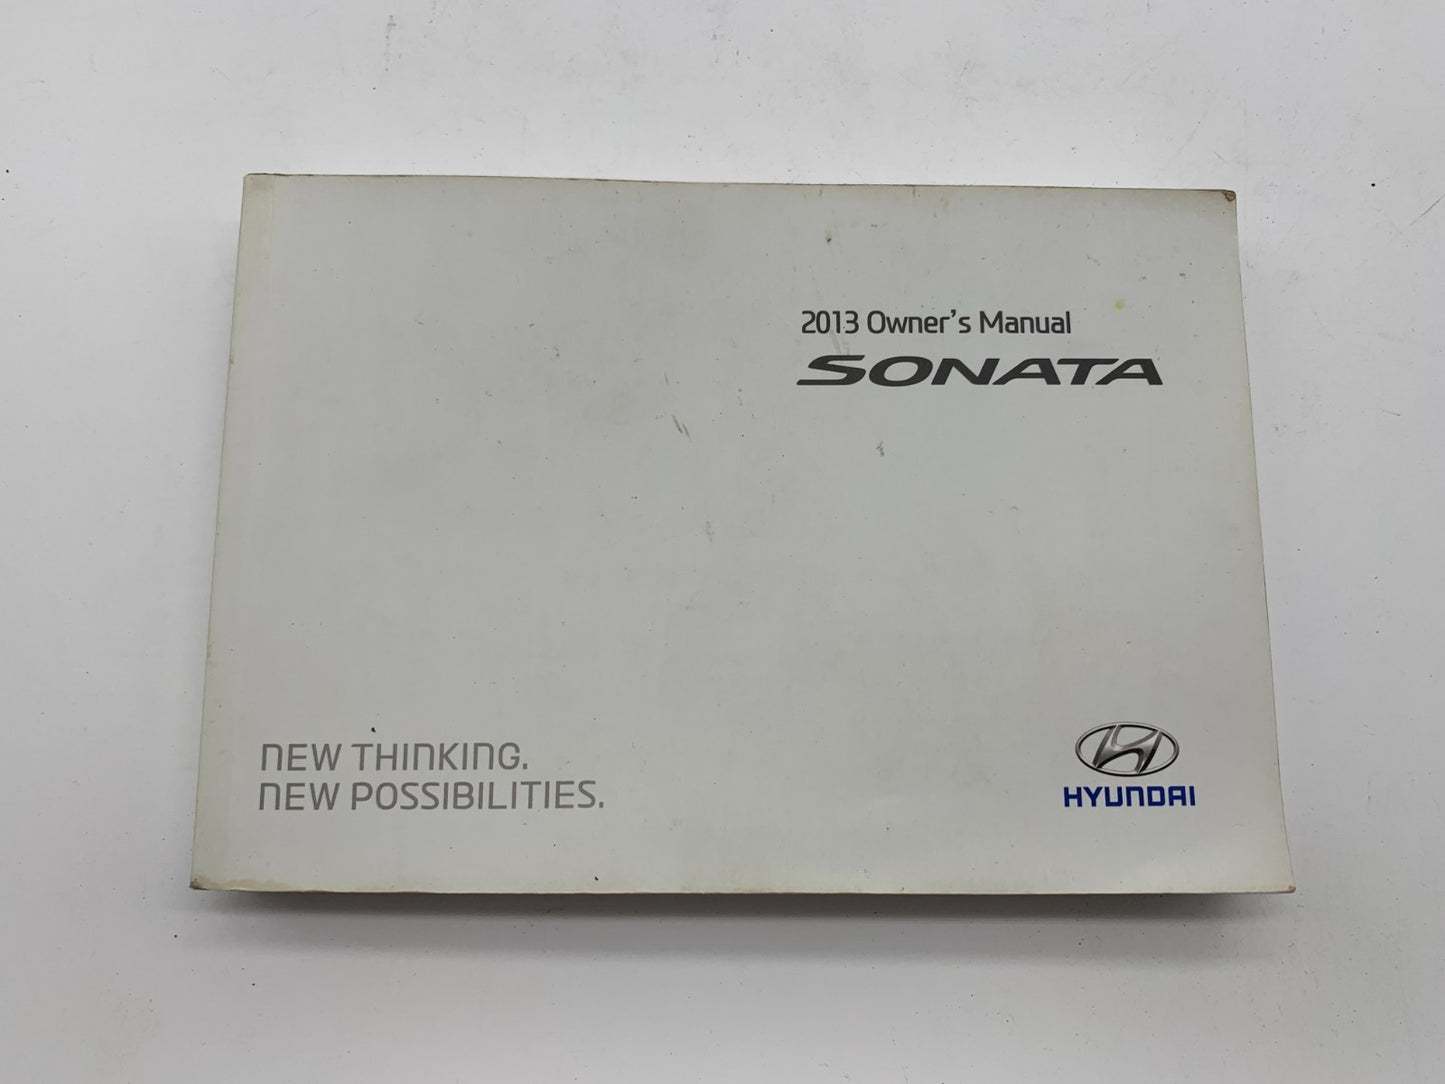 2013 Owner's Manual
SONATA
NEW THINKING.
NEW POSSIBILITIES.
HYUNDAI